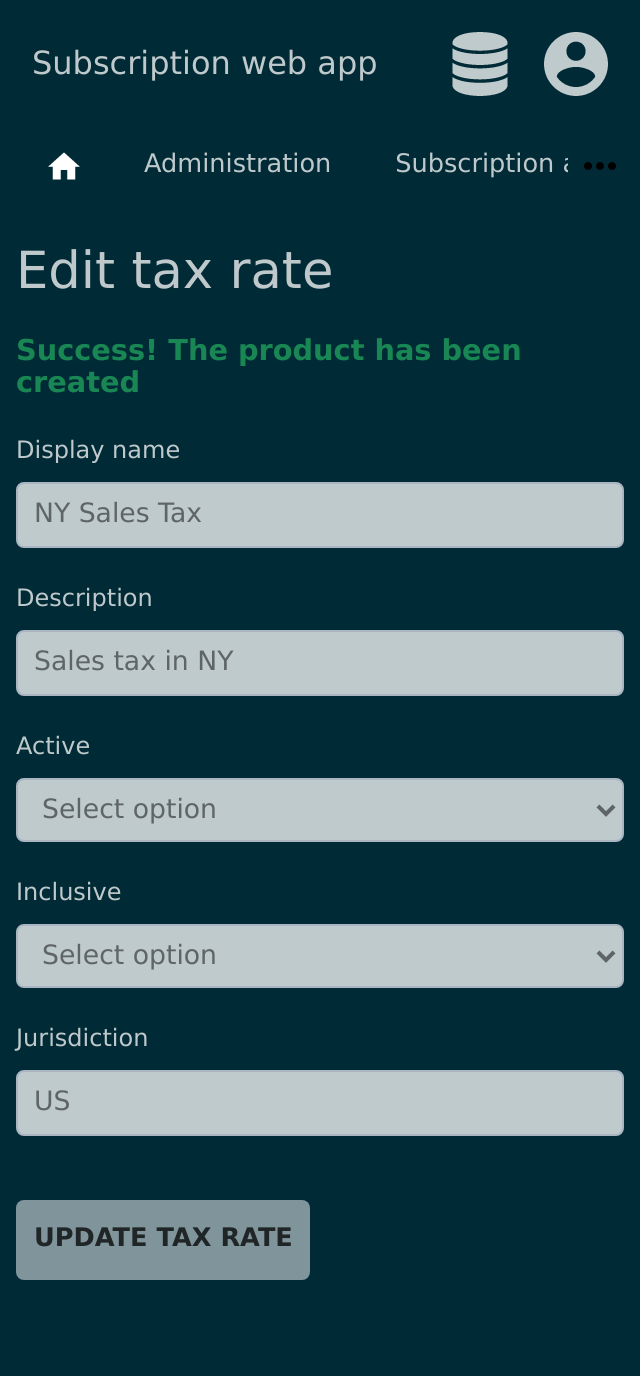 Subscription web app
Administration
Subscription
Edit tax rate
Success! The product has been
created
Display name
NY Sales Tax
Description
Sales tax in NY
Active
Select option
Inclusive
Select option
Jurisdiction
US
UPDATE TAX RATE